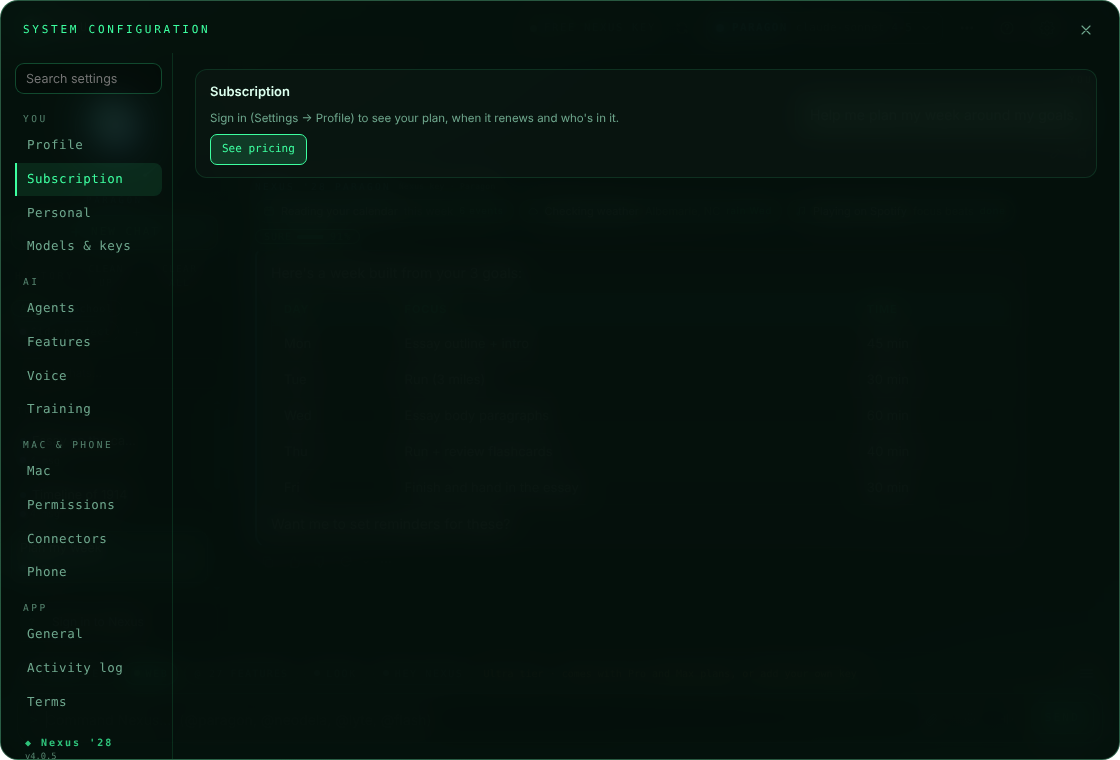 SYSTEM CONFIGURATION
Search settings
YOU
Profile
Subscription
Personal
Models & keys
AI
Agents
Features
Voice
Training
MAC & PHONE
Mac
Permissions
Connectors
Phone
APP
General
Activity log
Terms
◆ Nexus '28
v4.0.5
Subscription
Sign in (Settings → Profile) to see your plan, when it renews and who's in it.
See pricing